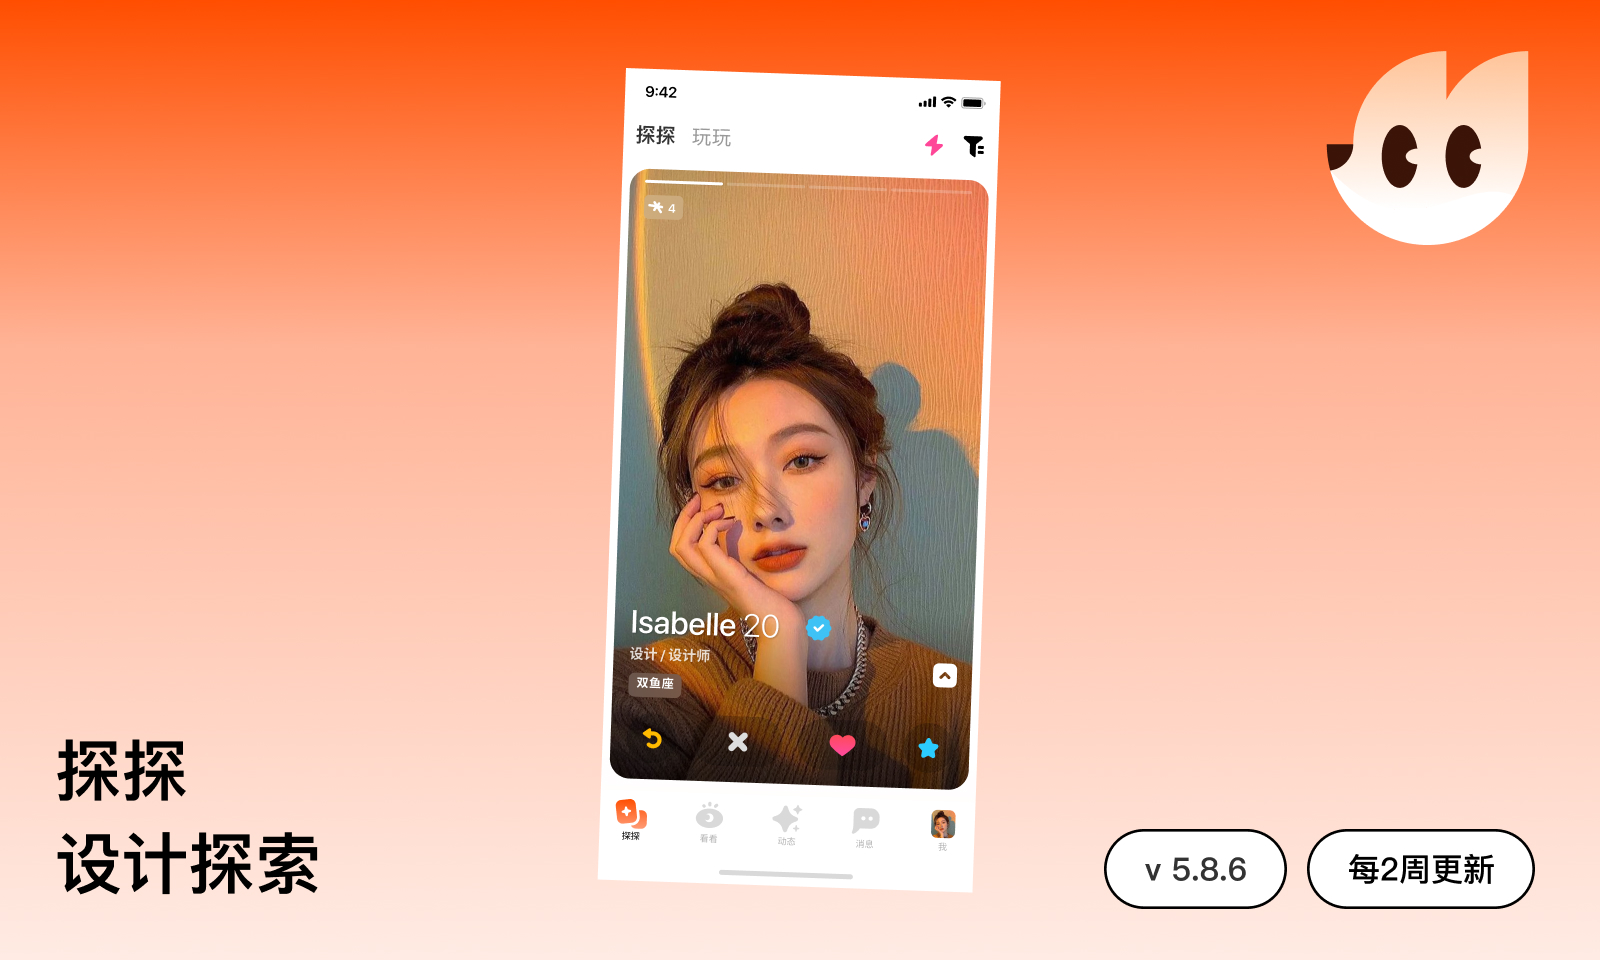 9:42
探探 玩玩
4
Isabelle 20
设计 / 设计师
双鱼座
探探 看看 动态 消息 我
探探
设计探索
v 5.8.6
每2周更新